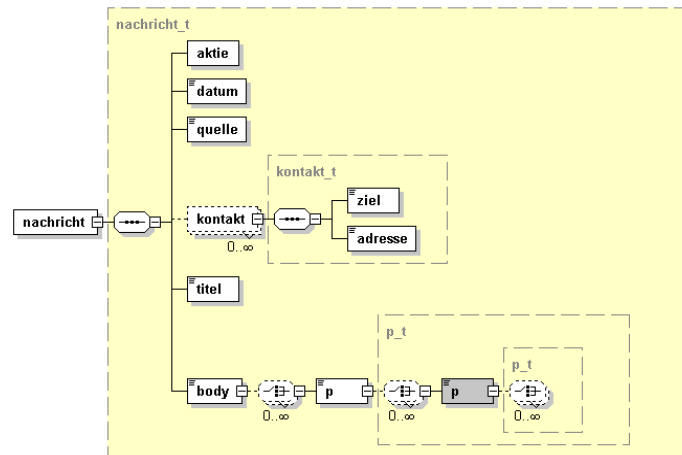 nachricht_t
aktie
datum
quelle
kontakt_t
ziel
nachricht
kontakt
adresse
0..∞
titel
p_t
p_t
body
p
p
0..∞
0..∞
0..∞